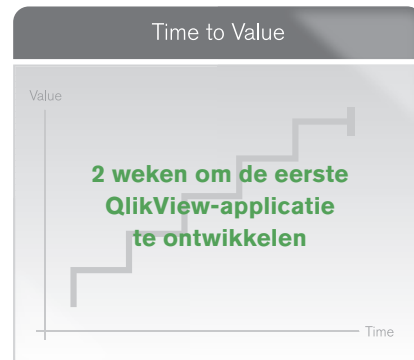 Time to Value
Value
2 weken om de eerste
QlikView-applicatie
te ontwikkelen
Time